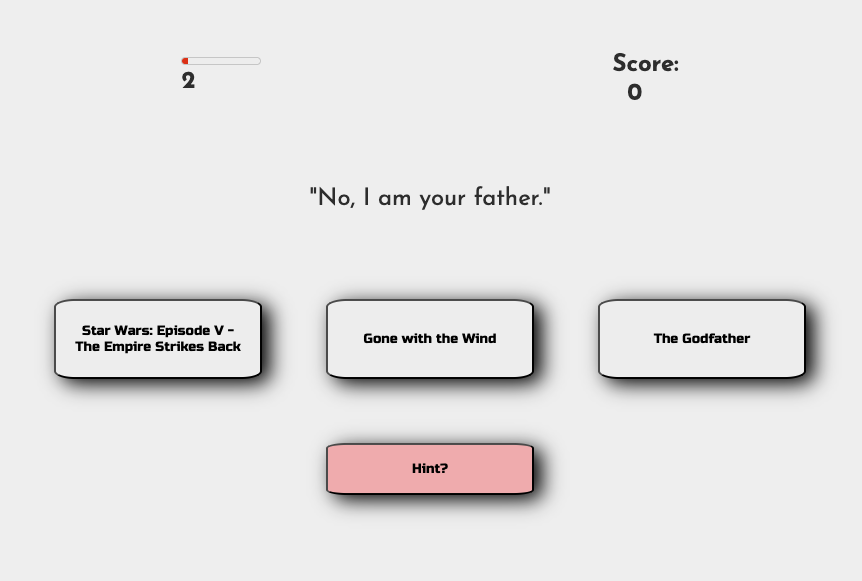 2
Score:
0
"No, I am your father."
Star Wars: Episode V -
The Empire Strikes Back
Gone with the Wind
The Godfather
Hint?